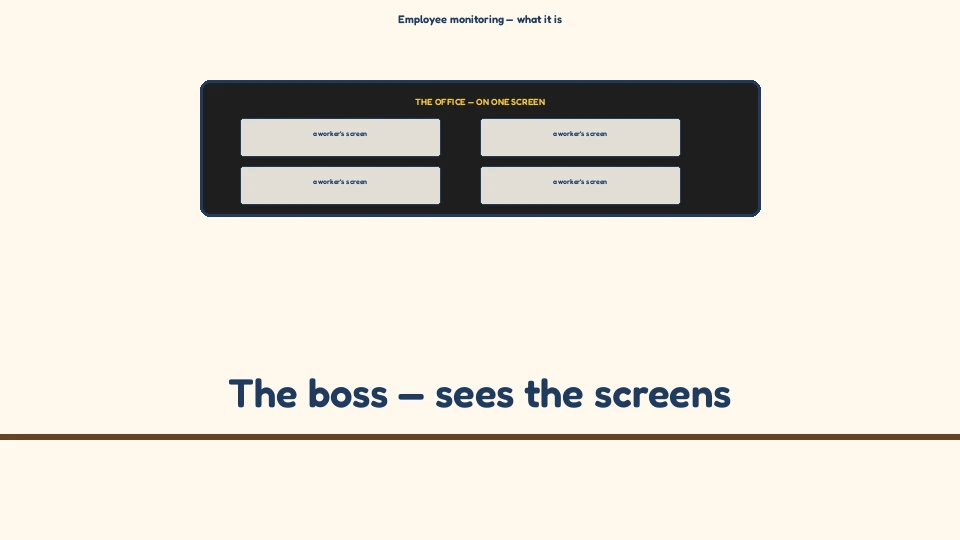 Employee monitoring — what it is
THE OFFICE — ON ONE SCREEN
a worker's screen
a worker's screen
a worker's screen
a worker's screen
The boss — sees the screens